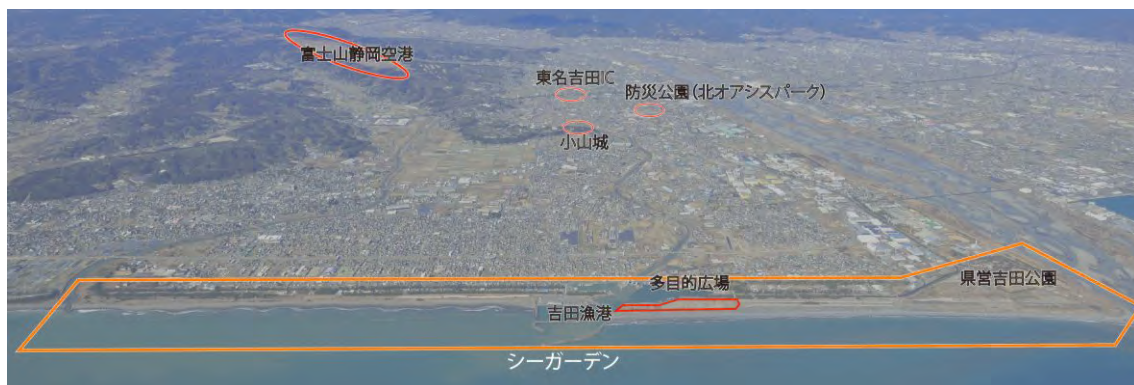 富士山静岡空港
東名吉田IC
防災公園（北オアシスパーク）
小山城
県営吉田公園
多目的広場
吉田漁港
シーガーデン